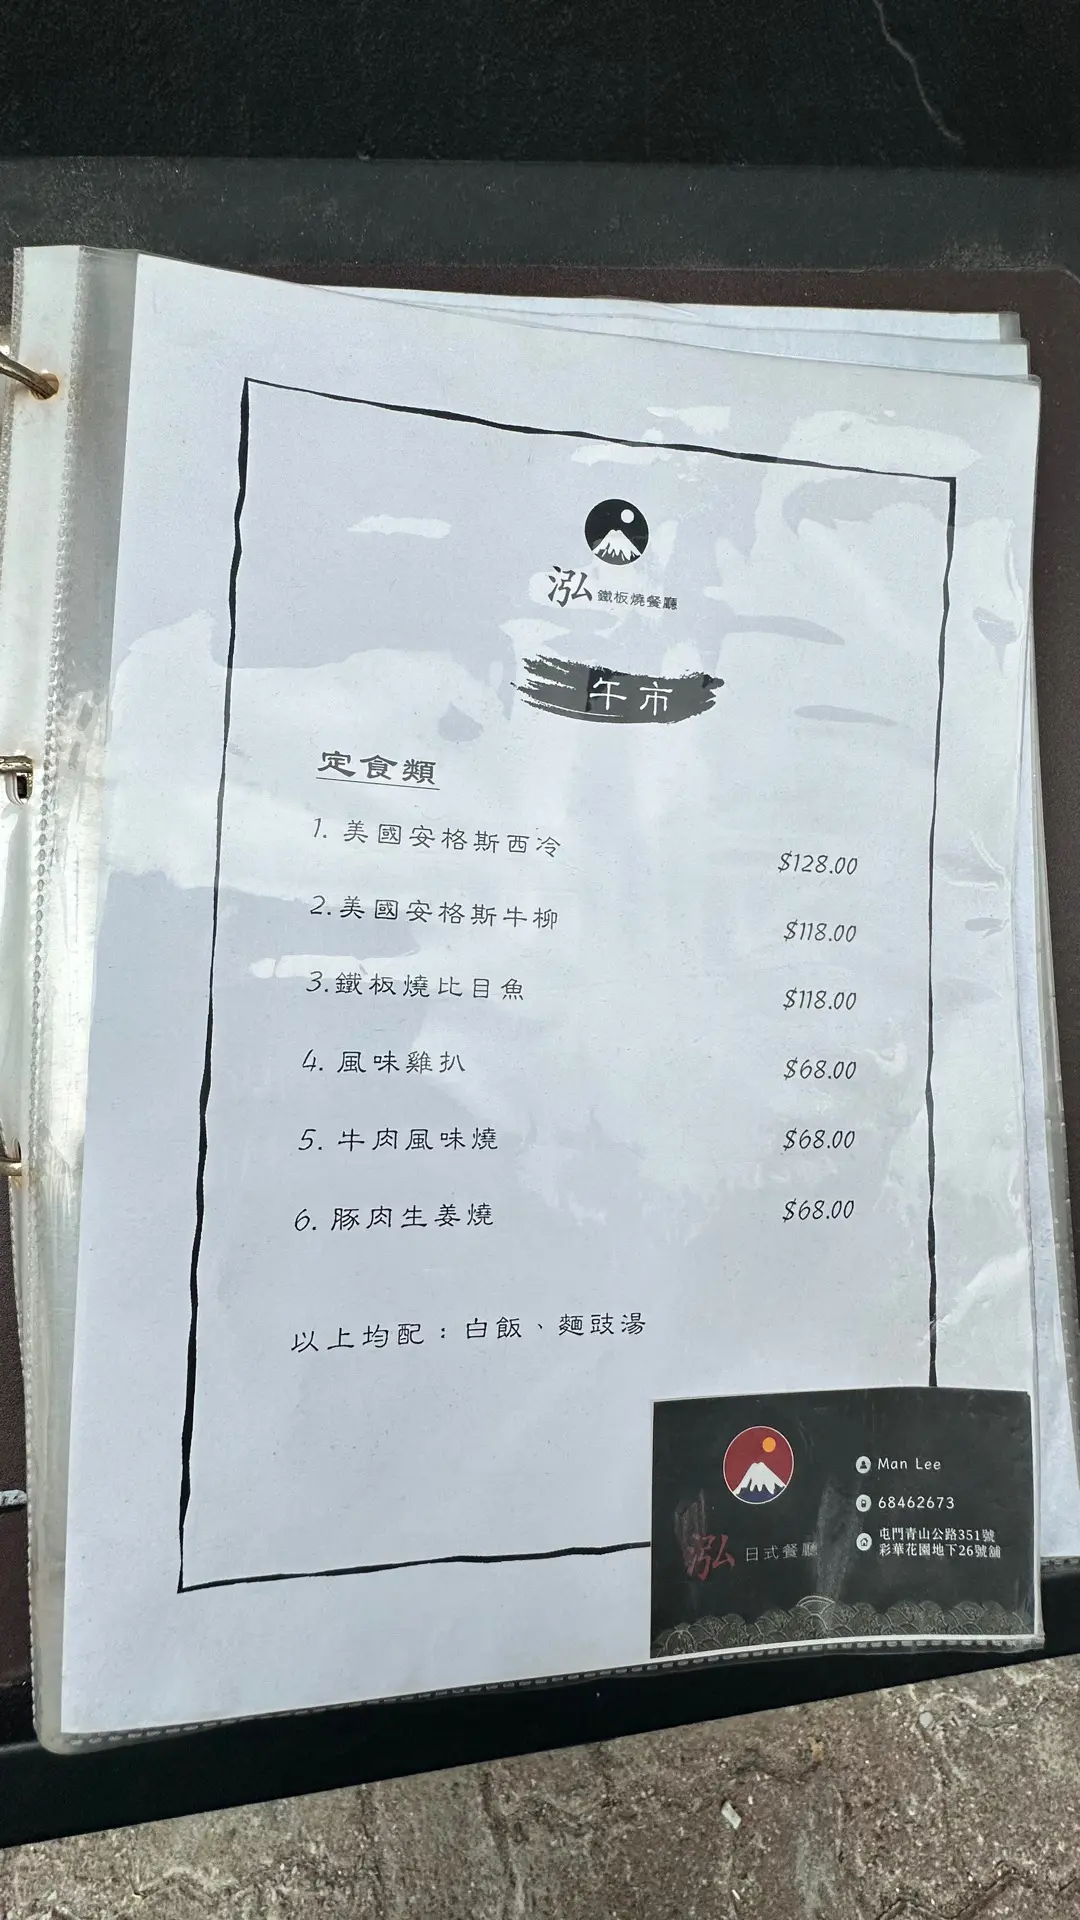 泓 鐵板燒餐廳
午市
定食類
1. 美國安格斯西冷 $128.00
2. 美國安格斯牛柳 $118.00
3. 鐵板燒比目魚 $118.00
4. 風味雞扒 $68.00
5. 牛肉風味燒 $68.00
6. 豚肉生姜燒 $68.00
以上均配：白飯、麵豉湯
泓 日式餐廳
Man Lee
68462673
屯門青山公路351號
彩華花園地下26號舖